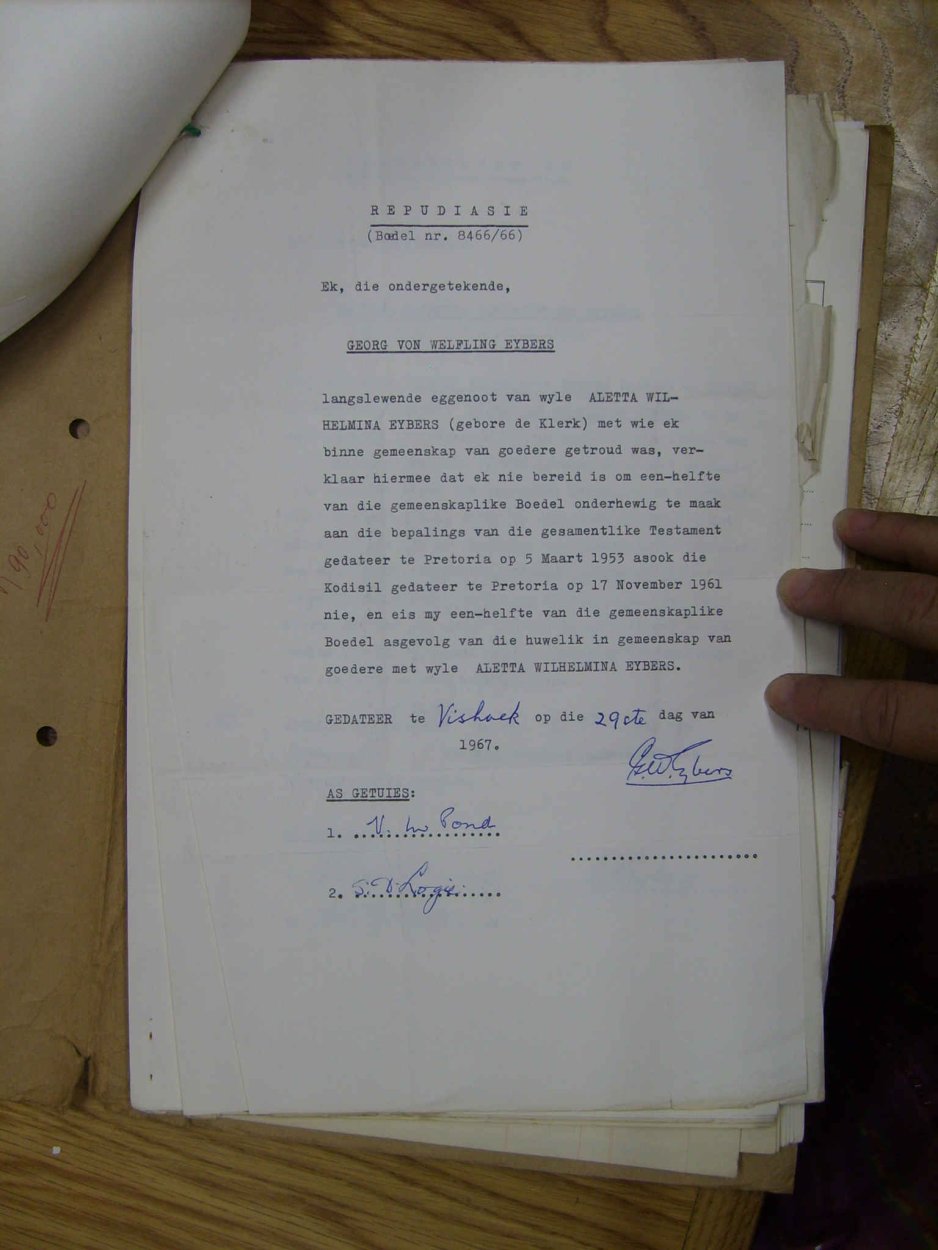 190,000
R E P U D I A S I E
(Boedel nr. 8466/66)
Ek, die ondergetekende,
GEORG VON WELFLING EYBERS
langslewende eggenoot van wyle ALETTA WIL-
HELMINA EYBERS (gebore de Klerk) met wie ek
binne gemeenskap van goedere getroud was, ver-
klaar hiermee dat ek nie bereid is om een-helfte
van die gemeenskaplike Boedel onderhewig te maak
aan die bepalings van die gesamentlike Testament
gedateer te Pretoria op 5 Maart 1953 asook die
Kodisil gedateer te Pretoria op 17 November 1961
nie, en eis my een-helfte van die gemeenskaplike
Boedel asgevolg van die huwelik in gemeenskap van
goedere met wyle ALETTA WILHELMINA EYBERS.
GEDATEER te Vishoek op die 29ste dag van
1967.
G.W. Eybers
AS GETUIES:
1. V. M. Pond
2. S. D. Logie